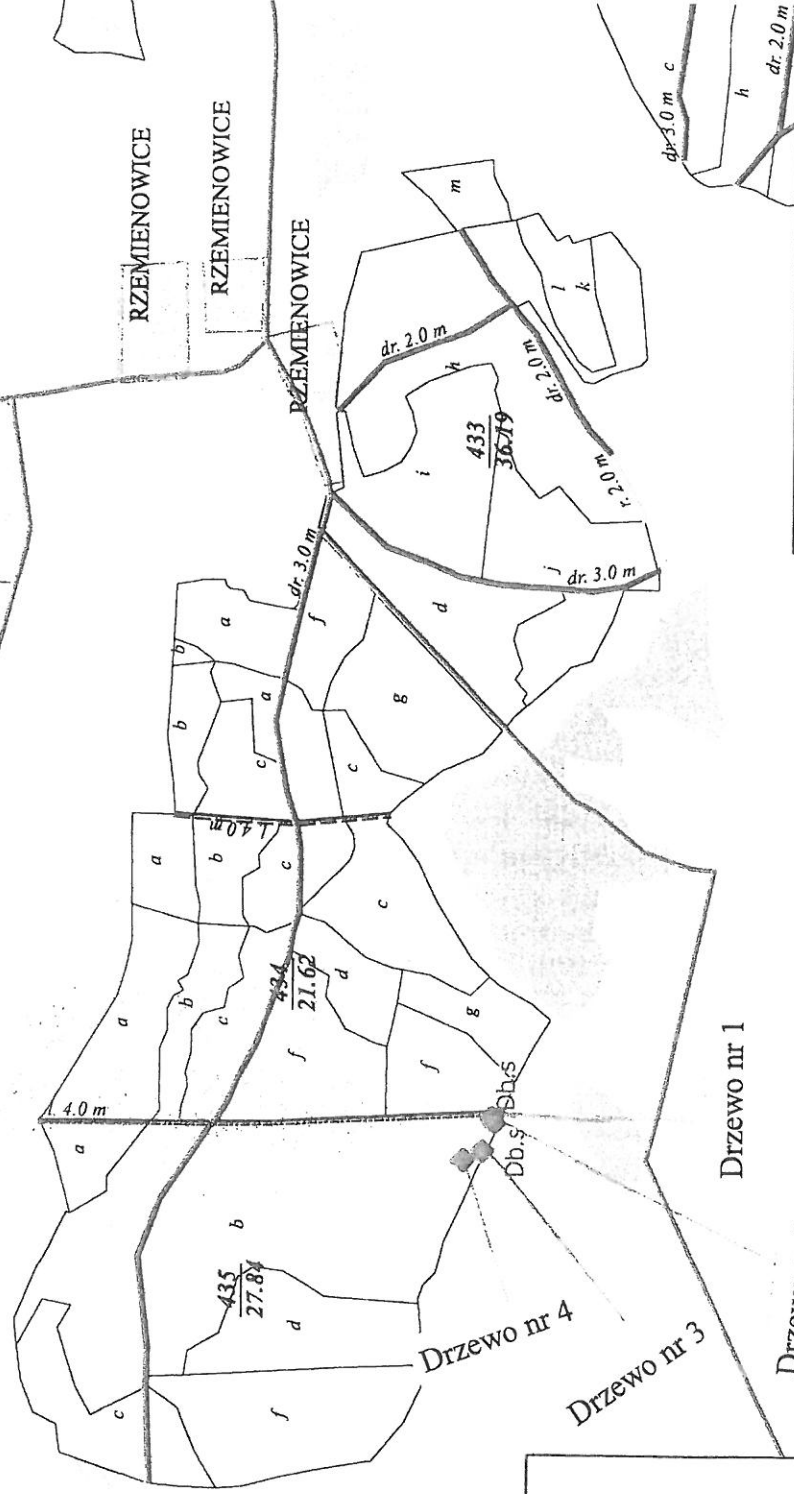 RZEMIENOWICE
RZEMIENOWICE
RZEMIENOWICE
dr. 3.0 m
c
h
dr. 2.0 m
m
l
k
dr. 2.0 m
h
dr. 2.0 m
433
36.19
i
r. 2.0 m
j
dr. 3.0 m
dr. 3.0 m
a
f
d
b
b
a
c
g
c
l. 4.0 m
a
b
c
c
434
21.62
d
a
b
c
f
g
f
l. 4.0 m
a
Db.s
Db.s
b
435
27.84
d
c
f
Drzewo nr 1
Drzewo nr 4
Drzewo nr 3